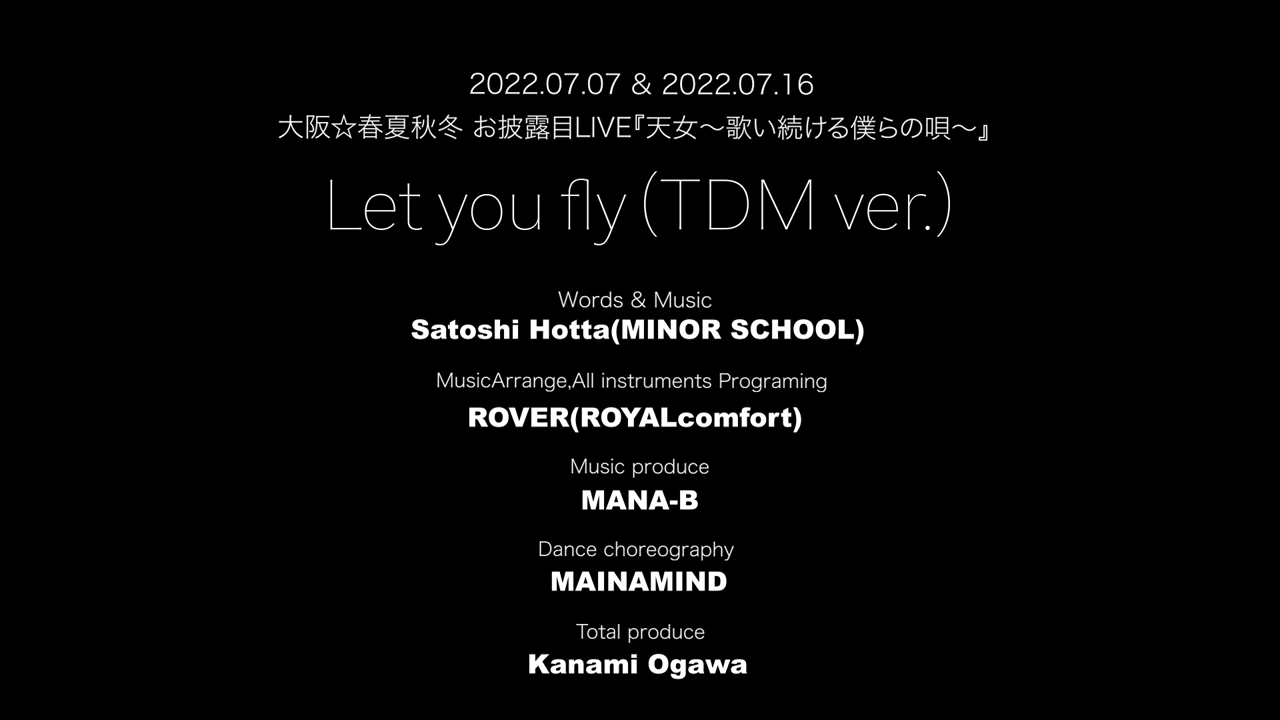 2022.07.07 & 2022.07.16
大阪☆春夏秋冬 お披露目LIVE『天女〜歌い続ける僕らの唄〜』
Let you fly (TDM ver.)
Words & Music
Satoshi Hotta(MINOR SCHOOL)
MusicArrange,All instruments Programing
ROVER(ROYALcomfort)
Music produce
MANA-B
Dance choreography
MAINAMIND
Total produce
Kanami Ogawa